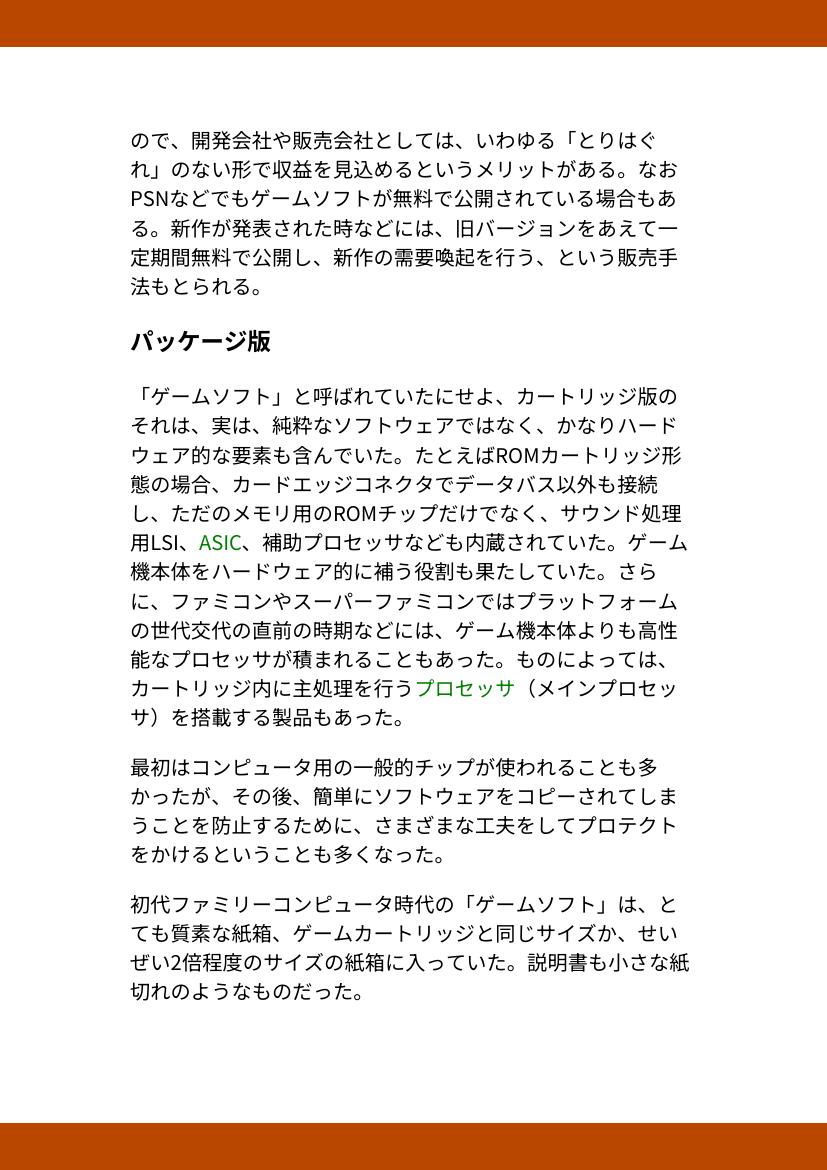 ので、開発会社や販売会社としては、いわゆる「とりはぐ
れ」のない形で収益を見込めるというメリットがある。なお
PSNなどでもゲームソフトが無料で公開されている場合もあ
る。新作が発表された時などには、旧バージョンをあえて一
定期間無料で公開し、新作の需要喚起を行う、という販売手
法もとられる。
パッケージ版
「ゲームソフト」と呼ばれていたにせよ、カートリッジ版の
それは、実は、純粋なソフトウェアではなく、かなりハード
ウェア的な要素も含んでいた。たとえばROMカートリッジ形
態の場合、カードエッジコネクタでデータバス以外も接続
し、ただのメモリ用のROMチップだけでなく、サウンド処理
用LSI、ASIC、補助プロセッサなども内蔵されていた。ゲーム
機本体をハードウェア的に補う役割も果たしていた。さら
に、ファミコンやスーパーファミコンではプラットフォーム
の世代交代の直前の時期などには、ゲーム機本体よりも高性
能なプロセッサが積まれることもあった。ものによっては、
カートリッジ内に主処理を行うプロセッサ（メインプロセッ
サ）を搭載する製品もあった。
最初はコンピュータ用の一般的チップが使われることも多
かったが、その後、簡単にソフトウェアをコピーされてしま
うことを防止するために、さまざまな工夫をしてプロテクト
をかけるということも多くなった。
初代ファミリーコンピュータ時代の「ゲームソフト」は、と
ても質素な紙箱、ゲームカートリッジと同じサイズか、せい
ぜい2倍程度のサイズの紙箱に入っていた。説明書も小さな紙
切れのようなものだった。